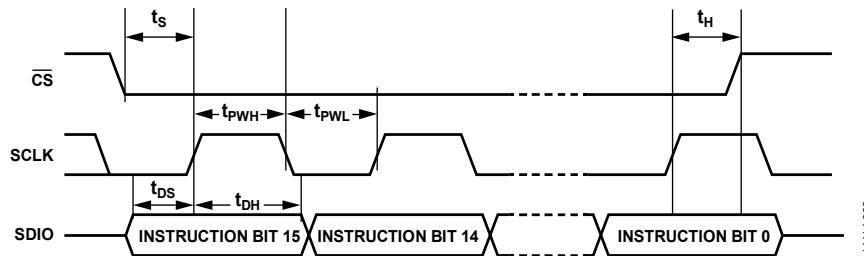 tS
tH
CS
tPWH
tPWL
SCLK
tDS
tDH
SDIO
INSTRUCTION BIT 15
INSTRUCTION BIT 14
INSTRUCTION BIT 0